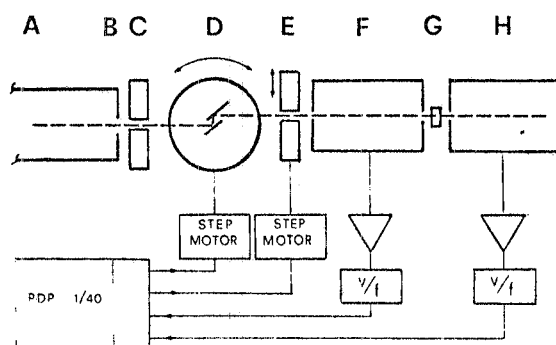 A B C D E F G H
STEP MOTOR
STEP MOTOR
V/f
V/f
PDP 1/40